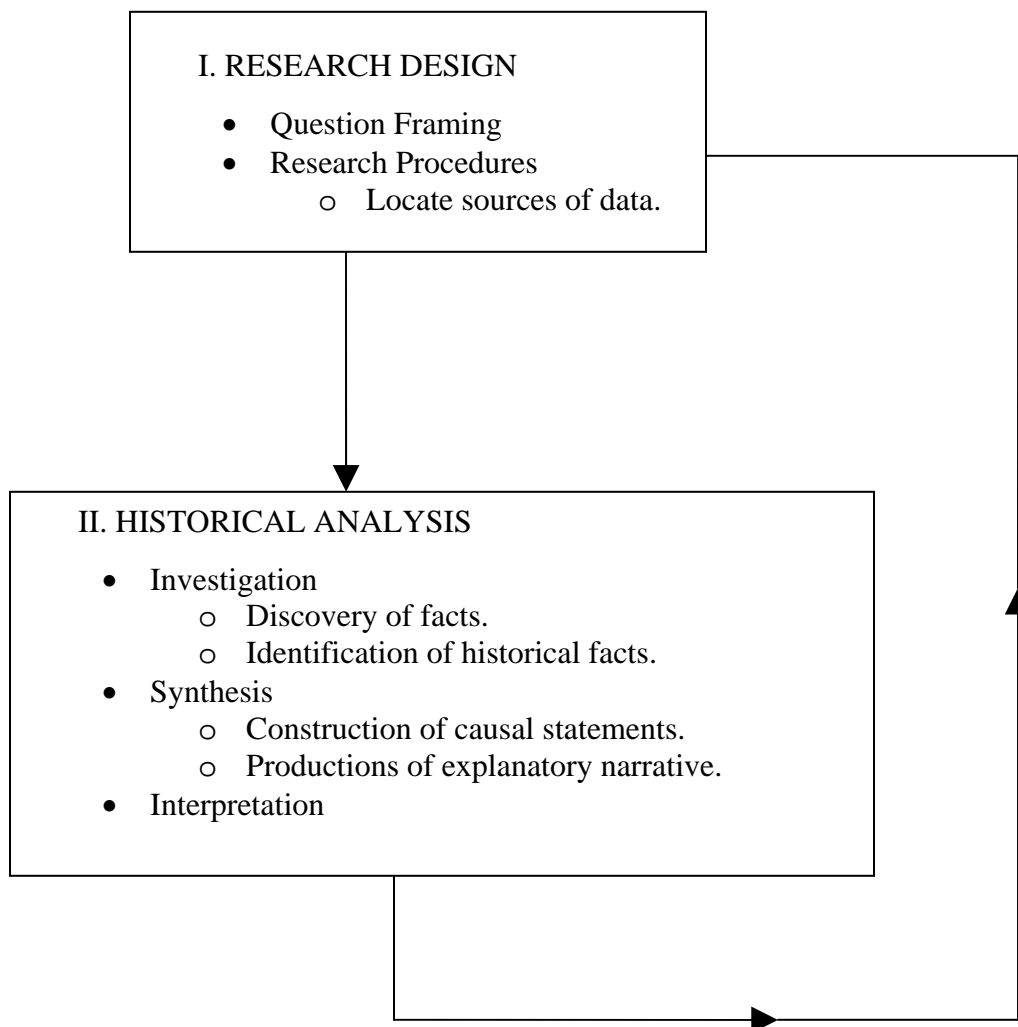 I. RESEARCH DESIGN
• Question Framing
• Research Procedures
o Locate sources of data.
II. HISTORICAL ANALYSIS
• Investigation
o Discovery of facts.
o Identification of historical facts.
• Synthesis
o Construction of causal statements.
o Productions of explanatory narrative.
• Interpretation